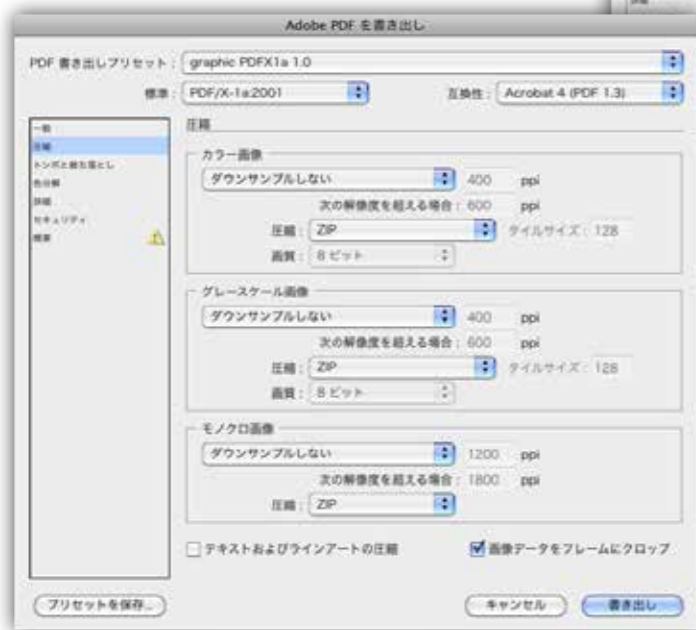 Adobe PDF を書き出し
PDF 書き出しプリセット： graphic PDFX1a 1.0
標準： PDF/X-1a:2001 互換性： Acrobat 4 (PDF 1.3)
一般
圧縮
トンボと裁ち落とし
色分解
詳細
セキュリティ
概要
圧縮
カラー画像
ダウンサンプルしない 400 ppi
次の解像度を超える場合： 600 ppi
圧縮： ZIP タイルサイズ： 128
画質： 8 ビット
グレースケール画像
ダウンサンプルしない 400 ppi
次の解像度を超える場合： 600 ppi
圧縮： ZIP タイルサイズ： 128
画質： 8 ビット
モノクロ画像
ダウンサンプルしない 1200 ppi
次の解像度を超える場合： 1800 ppi
圧縮： ZIP
テキストおよびラインアートの圧縮 画像データをフレームにクロップ
プリセットを保存... キャンセル 書き出し